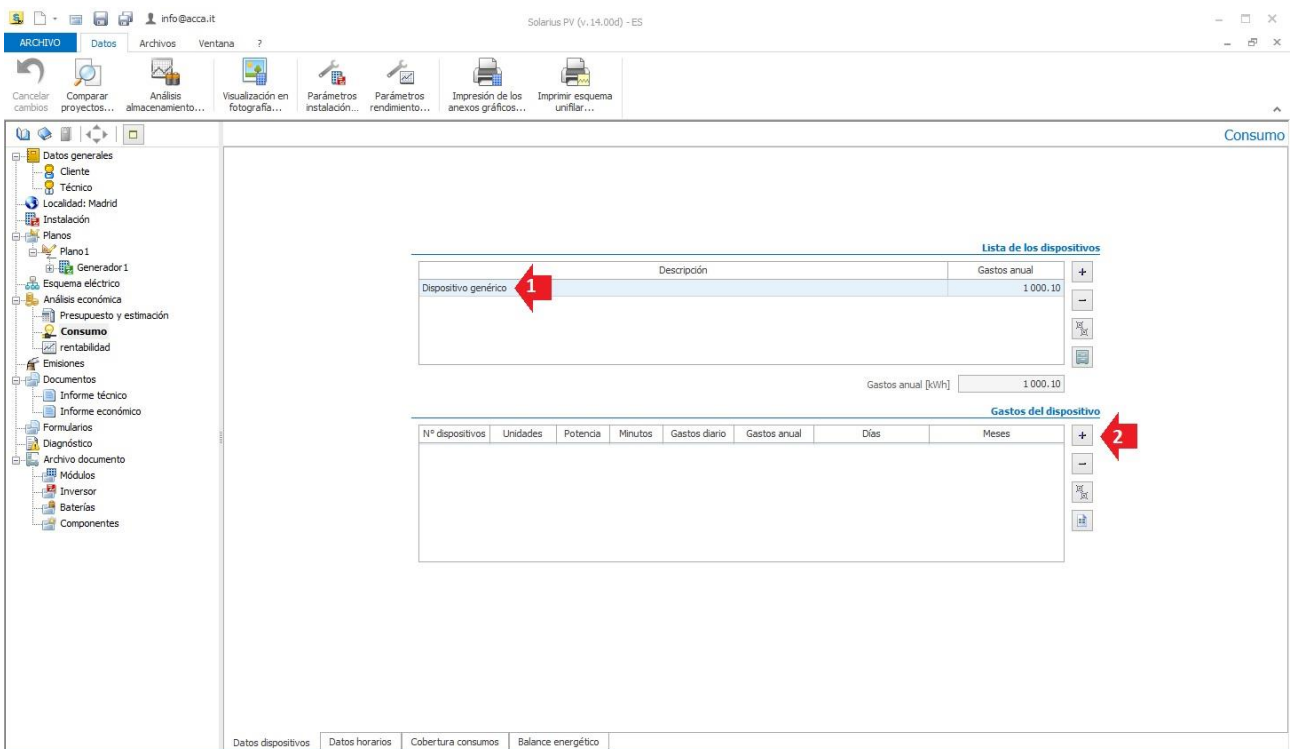 info@acca.it
Solarius PV (v. 14.00d) - ES
ARCHIVO Datos Archivos Ventana ?
Cancelar cambios
Comparar proyectos...
Análisis almacenamiento...
Visualización en fotografía...
Parámetros instalación...
Parámetros rendimiento...
Impresión de los anexos gráficos...
Imprimir esquema unifilar...
Consumo
Datos generales
Cliente
Técnico
Localidad: Madrid
Instalación
Planos
Plano1
Generador1
Esquema eléctrico
Análisis económica
Presupuesto y estimación
Consumo
rentabilidad
Emisiones
Documentos
Informe técnico
Informe económico
Formularios
Diagnóstico
Archivo documento
Módulos
Inversor
Baterías
Componentes
Lista de los dispositivos
Descripción Gastos anual
Dispositivo genérico 1 1 000.10
Gastos anual [kWh] 1 000.10
Gastos del dispositivo
Nº dispositivos Unidades Potencia Minutos Gastos diario Gastos anual Días Meses
2
Datos dispositivos Datos horarios Cobertura consumos Balance energético